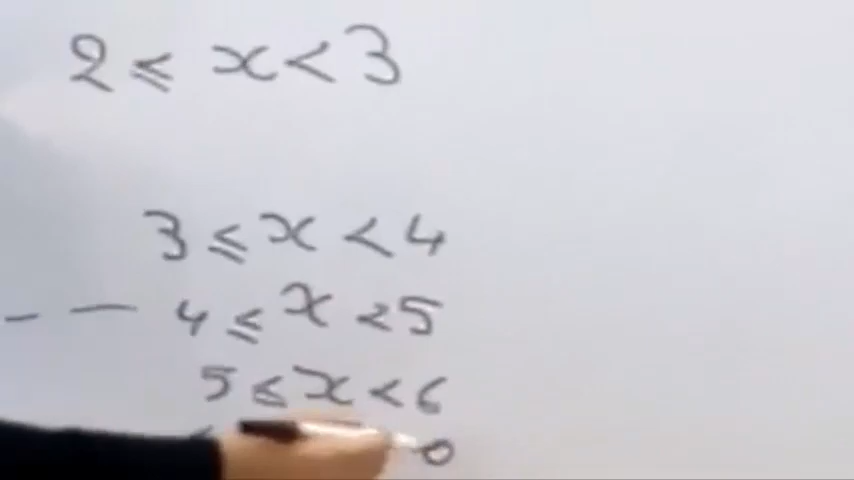 2 ≤ x < 3
3 ≤ x < 4
4 ≤ x < 5
5 ≤ x < 6